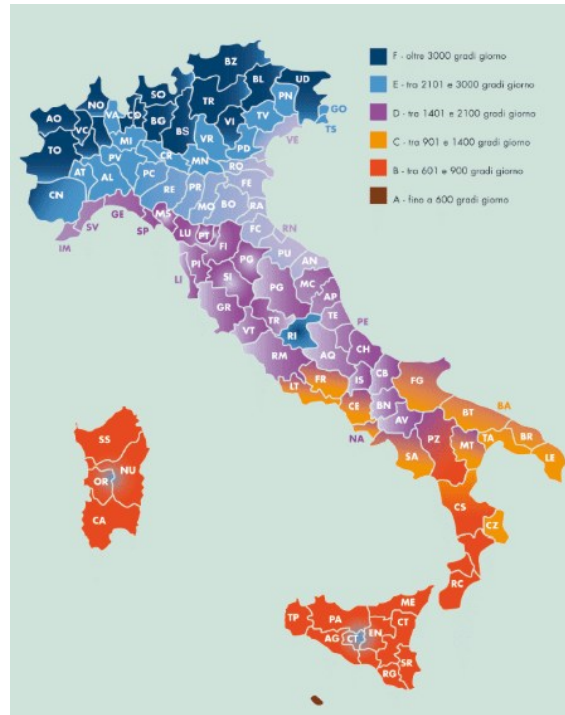 F - oltre 3000 gradi giorno
E - tra 2101 e 3000 gradi giorno
D - tra 1401 e 2100 gradi giorno
C - tra 901 e 1400 gradi giorno
B - tra 601 e 900 gradi giorno
A - fino a 600 gradi giorno
BZ
SO
BL
UD
NO
TR
PN
AO
VA
CO
BG
VI
TV
GO
VC
BS
TS
TO
MI
VR
PD
VE
PV
CR
MN
RO
AT
AL
PC
PR
FE
CN
RE
MO
BO
RA
GE
MS
FC
RN
SV
SP
LU
PT
FI
PU
IM
PG
AN
PI
SI
MC
LI
PG
AP
GR
TR
TE
VT
RI
PE
RM
AQ
CH
IS
CB
FG
LT
FR
CE
BN
BT
BA
AV
NA
PZ
MT
TA
BR
SA
LE
SS
OR
NU
CS
CA
CZ
RC
ME
TP
PA
CT
AG
CT
EN
SR
RG